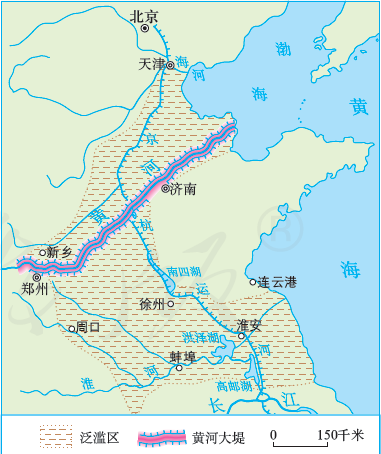 北京
天津
海河
渤海
黄海
京杭运河
黄河
济南
新乡
郑州
南四湖
连云港
徐州
周口
淮安
洪泽湖
蚌埠
淮河
高邮湖
长江
泛滥区
黄河大堤
0 150千米